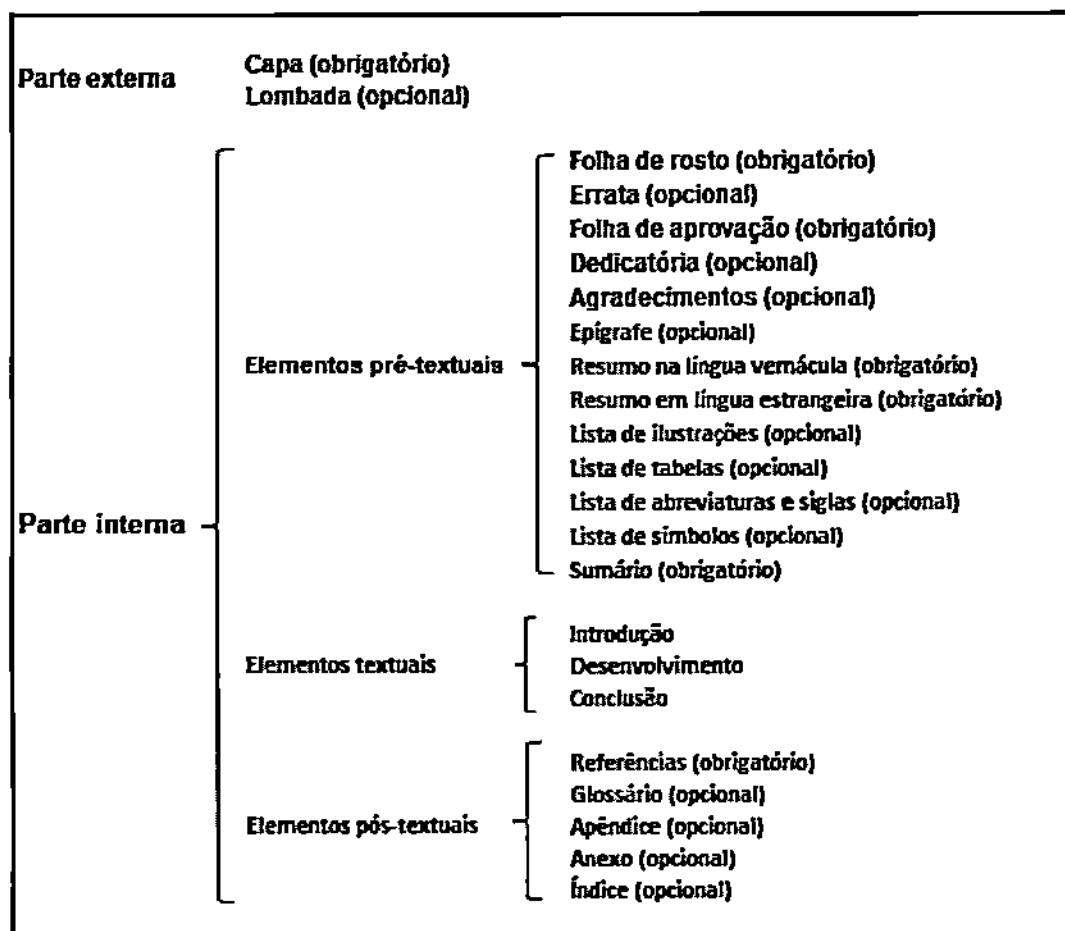 Parte externa
Capa (obrigatório)
Lombada (opcional)
Parte interna
Elementos pré-textuais
Folha de rosto (obrigatório)
Errata (opcional)
Folha de aprovação (obrigatório)
Dedicatória (opcional)
Agradecimentos (opcional)
Epígrafe (opcional)
Resumo na língua vernácula (obrigatório)
Resumo em língua estrangeira (obrigatório)
Lista de ilustrações (opcional)
Lista de tabelas (opcional)
Lista de abreviaturas e siglas (opcional)
Lista de símbolos (opcional)
Sumário (obrigatório)
Elementos textuais
Introdução
Desenvolvimento
Conclusão
Elementos pós-textuais
Referências (obrigatório)
Glossário (opcional)
Apêndice (opcional)
Anexo (opcional)
Índice (opcional)